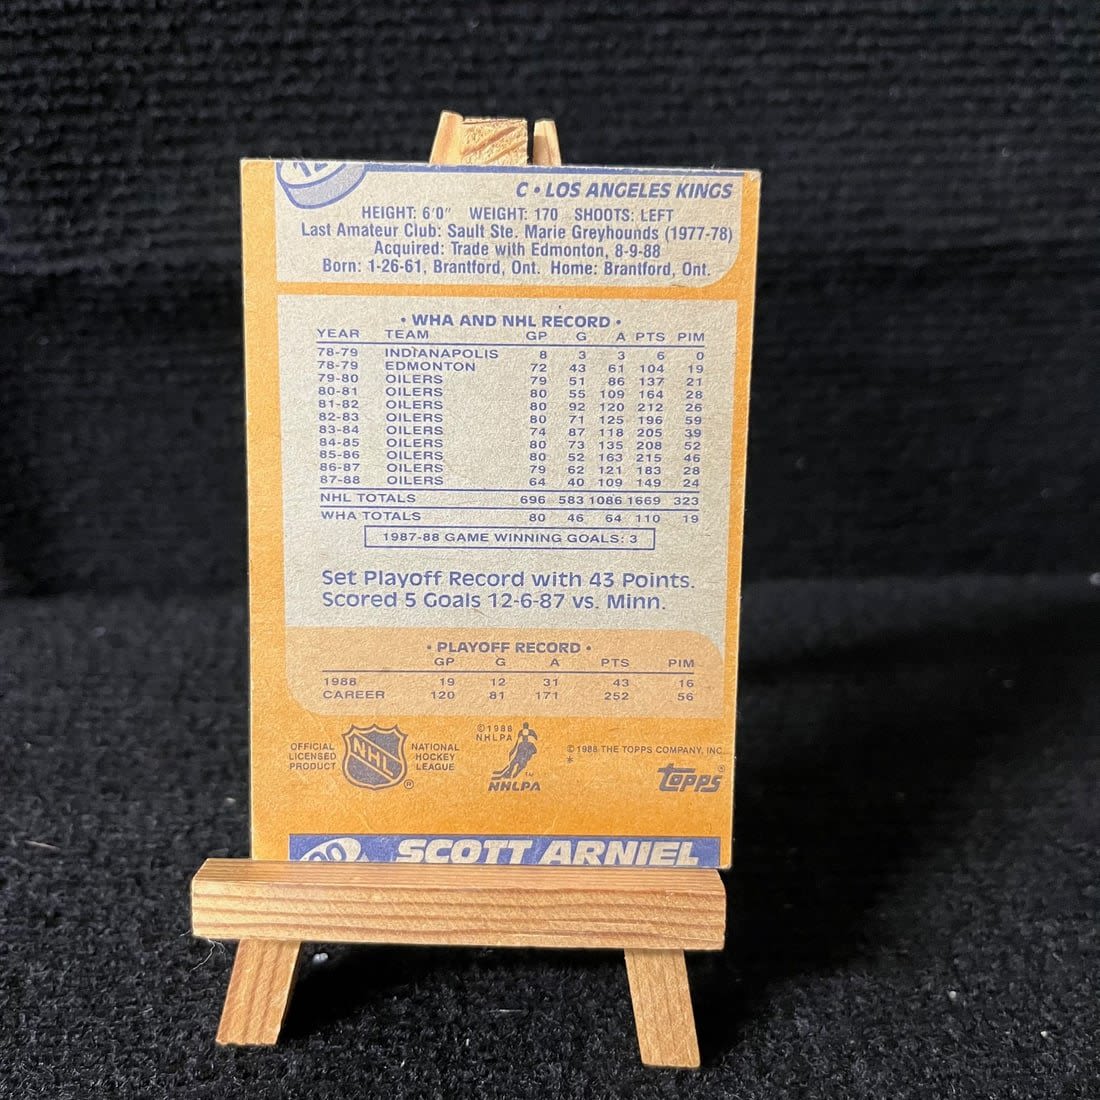 C • LOS ANGELES KINGS
HEIGHT: 6'0" WEIGHT: 170 SHOOTS: LEFT
Last Amateur Club: Sault Ste. Marie Greyhounds (1977-78)
Acquired: Trade with Edmonton, 8-9-88
Born: 1-26-61, Brantford, Ont. Home: Brantford, Ont.
• WHA AND NHL RECORD •
YEAR TEAM GP G A PTS PIM
78-79 INDIANAPOLIS 8 3 3 6 0
78-79 EDMONTON 72 43 61 104 19
79-80 OILERS 79 51 86 137 21
80-81 OILERS 80 55 109 164 28
81-82 OILERS 80 92 120 212 26
82-83 OILERS 80 71 125 196 59
83-84 OILERS 74 87 118 205 39
84-85 OILERS 80 73 135 208 52
85-86 OILERS 80 52 163 215 46
86-87 OILERS 79 62 121 183 28
87-88 OILERS 64 40 109 149 24
NHL TOTALS 696 583 1086 1669 323
WHA TOTALS 80 46 64 110 19
1987-88 GAME WINNING GOALS: 3
Set Playoff Record with 43 Points.
Scored 5 Goals 12-6-87 vs. Minn.
• PLAYOFF RECORD •
GP G A PTS PIM
1988 19 12 31 43 16
CAREER 120 81 171 252 56
OFFICIAL
LICENSED
PRODUCT
NHL
®
NATIONAL
HOCKEY
LEAGUE
©1988
NHLPA
TM
NHLPA
©1988 THE TOPPS COMPANY, INC.
*
topps®
SCOTT ARNIEL